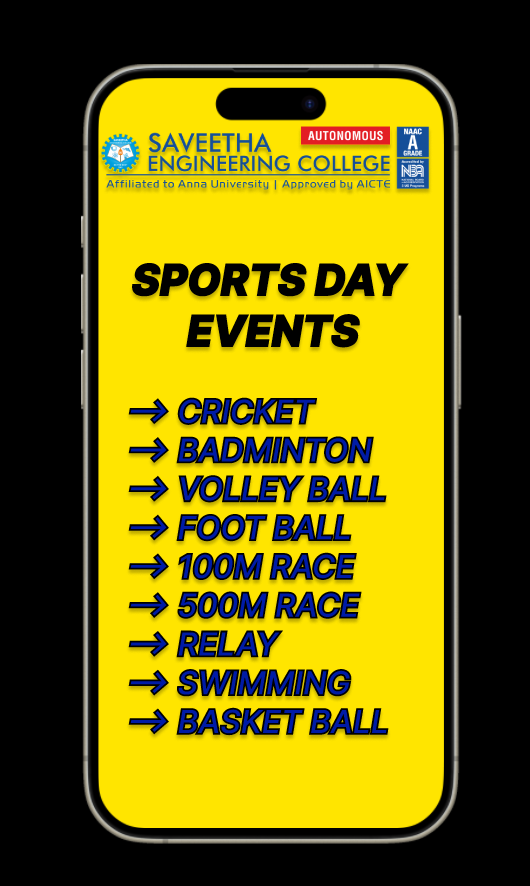 SAVEETHA
AUTONOMOUS
ENGINEERING COLLEGE
Affiliated to Anna University | Approved by AICTE
NAAC
A
GRADE
Accredited by
NBA
SPORTS DAY
EVENTS
→ CRICKET
→ BADMINTON
→ VOLLEY BALL
→ FOOT BALL
→ 100M RACE
→ 500M RACE
→ RELAY
→ SWIMMING
→ BASKET BALL